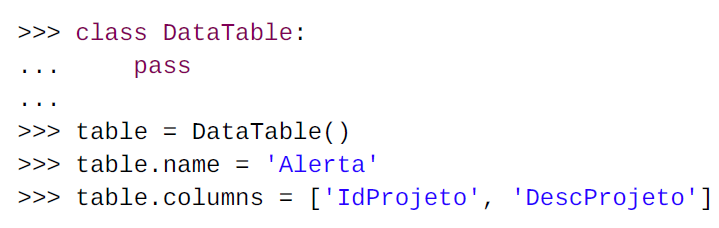 >>> class DataTable:
...     pass
...
>>> table = DataTable()
>>> table.name = 'Alerta'
>>> table.columns = ['IdProjeto', 'DescProjeto']